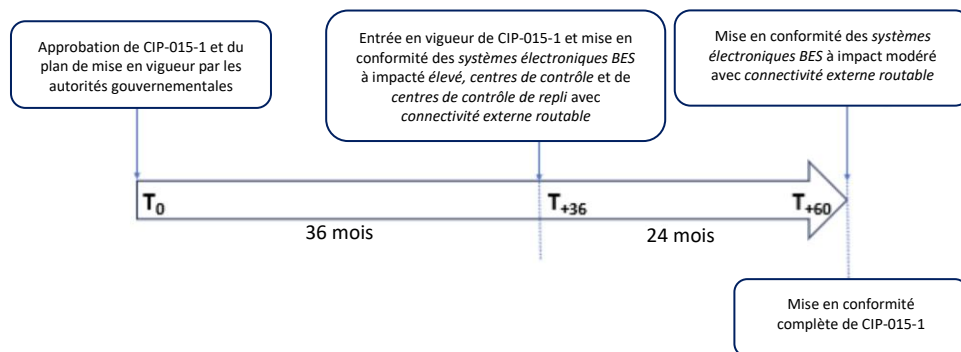 Approbation de CIP-015-1 et du
plan de mise en vigueur par les
autorités gouvernementales
Entrée en vigueur de CIP-015-1 et mise en
conformité des systèmes électroniques BES
à impacté élevé, centres de contrôle et de
centres de contrôle de repli avec
connectivité externe routable
Mise en conformité des systèmes
électroniques BES à impact modéré
avec connectivité externe routable
T0
T+36
T+60
36 mois
24 mois
Mise en conformité
complète de CIP-015-1